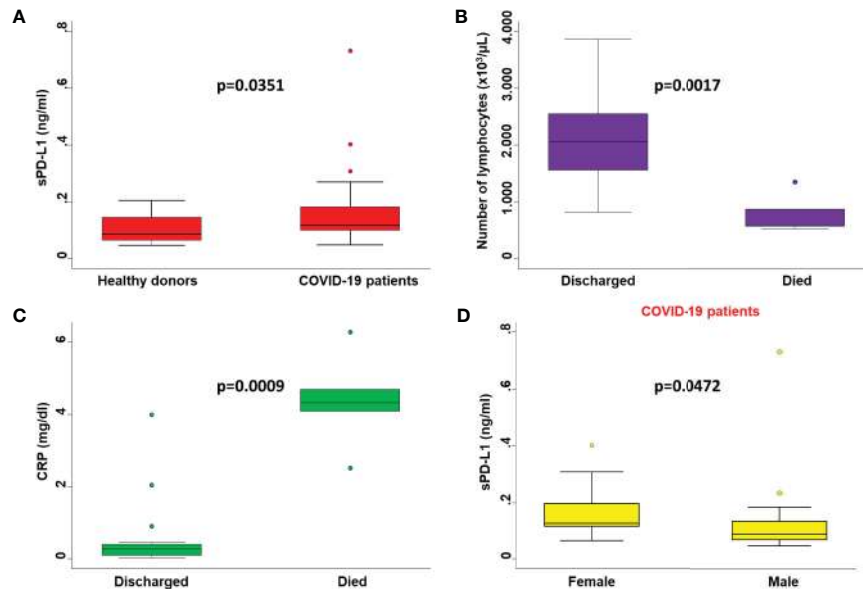 A
sPD-L1 (ng/ml)
.8
.6
.4
.2
0
p=0.0351
Healthy donors
COVID-19 patients
B
Number of lymphocytes (x10³/µL)
4.000
3.000
2.000
1.000
0
p=0.0017
Discharged
Died
C
CRP (mg/dl)
6
4
2
0
p=0.0009
Discharged
Died
D
COVID-19 patients
sPD-L1 (ng/ml)
.8
.6
.4
.2
0
p=0.0472
Female
Male